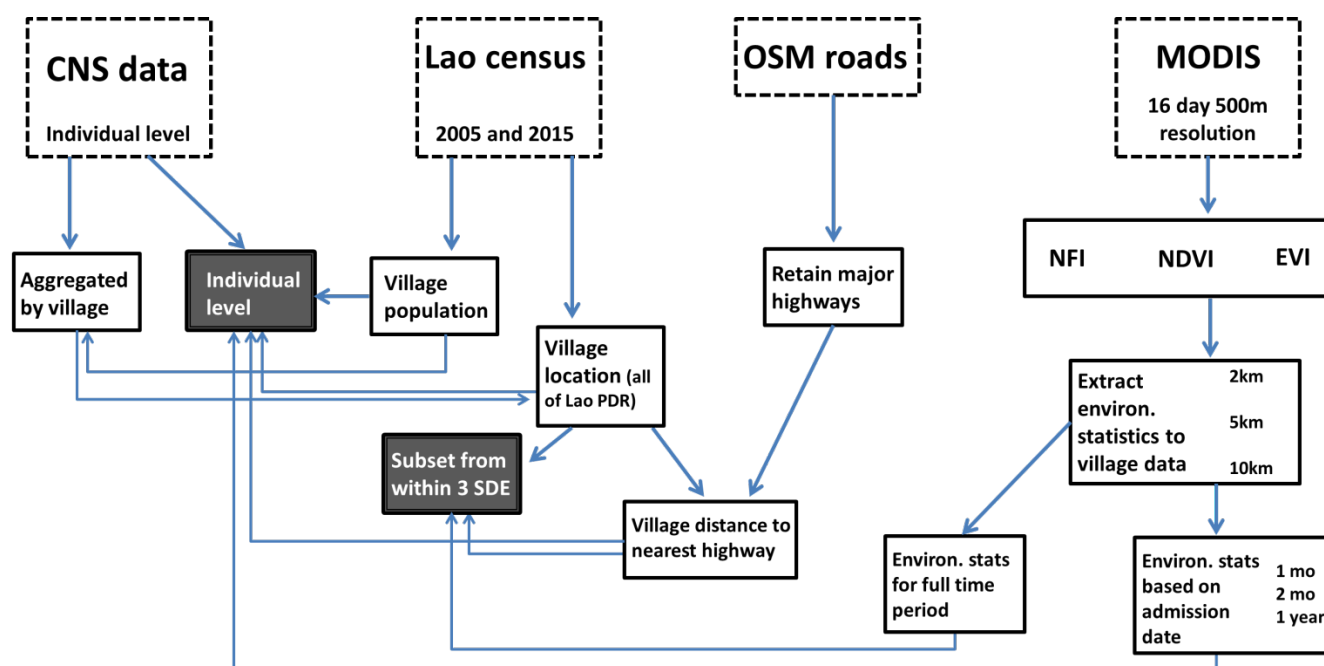 CNS data
Individual level
Lao census
2005 and 2015
OSM roads
MODIS
16 day 500m
resolution
Aggregated
by village
Individual
level
Village
population
Village
location (all
of Lao PDR)
Retain major
highways
NFI NDVI EVI
Subset from
within 3 SDE
Village distance to
nearest highway
Extract
environ.
statistics to
village data
2km
5km
10km
Environ. stats
for full time
period
Environ. stats
based on
admission
date
1 mo
2 mo
1 year